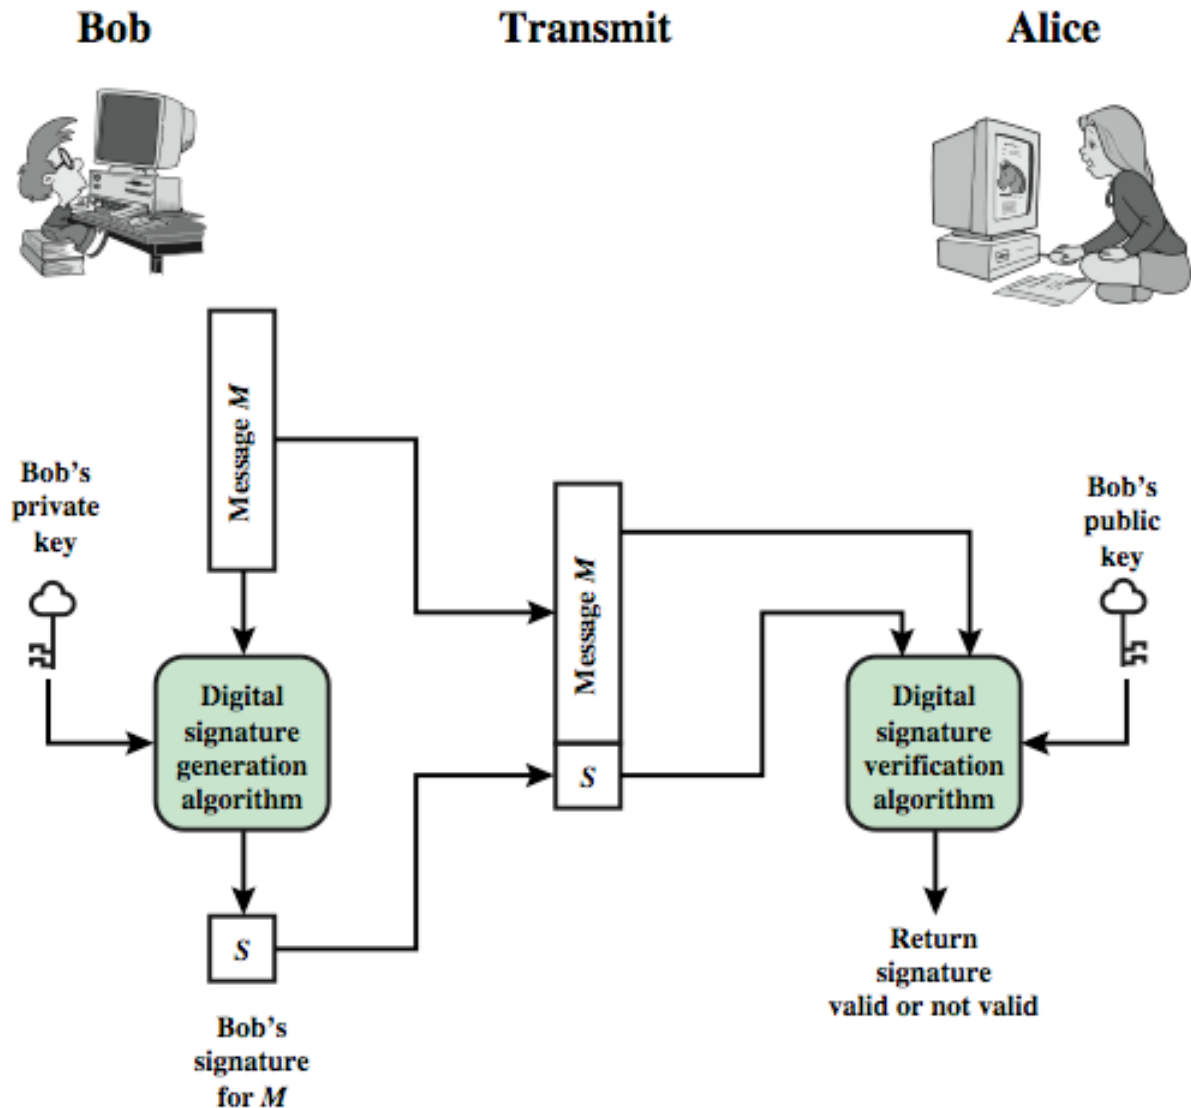 Bob
Transmit
Alice
Message M
Bob's
private
key
Digital
signature
generation
algorithm
S
Bob's
signature
for M
Message M
S
Bob's
public
key
Digital
signature
verification
algorithm
Return
signature
valid or not valid